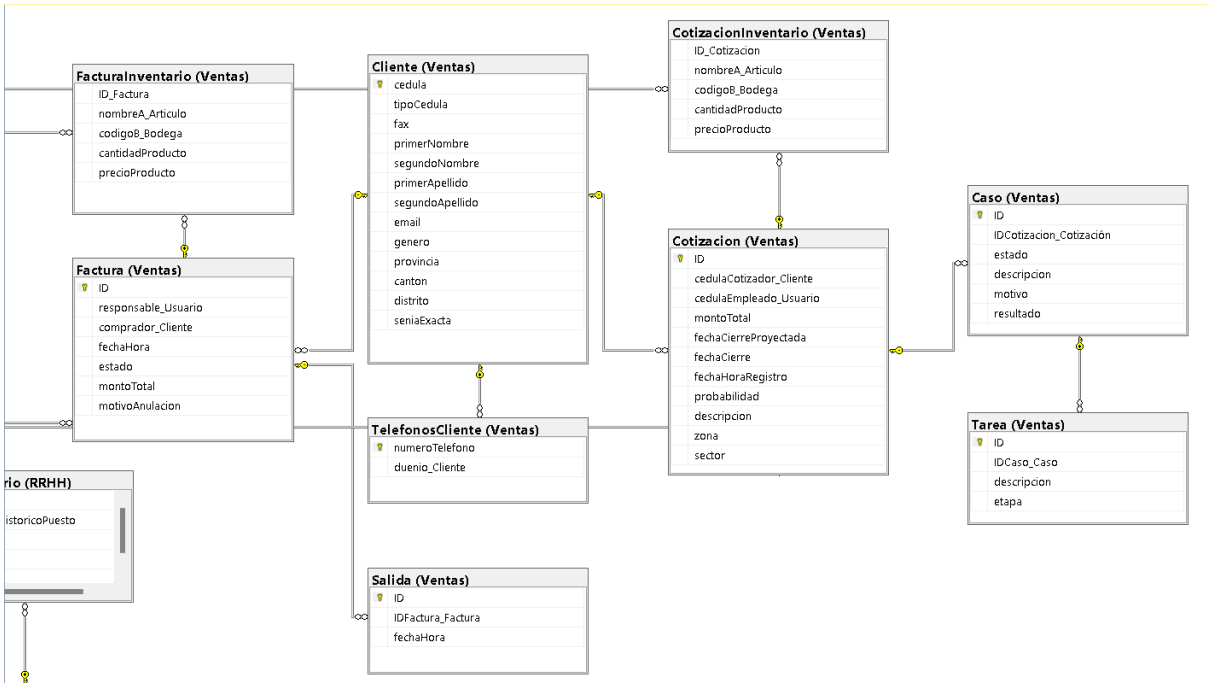 FacturaInventario (Ventas)
ID_Factura
nombreA_Articulo
codigoB_Bodega
cantidadProducto
precioProducto
Factura (Ventas)
ID
responsable_Usuario
comprador_Cliente
fechaHora
estado
montoTotal
motivoAnulacion
rio (RRHH)
istoricoPuesto
Cliente (Ventas)
cedula
tipoCedula
fax
primerNombre
segundoNombre
primerApellido
segundoApellido
email
genero
provincia
canton
distrito
seniaExacta
TelefonosCliente (Ventas)
numeroTelefono
duenio_Cliente
Salida (Ventas)
ID
IDFactura_Factura
fechaHora
CotizacionInventario (Ventas)
ID_Cotizacion
nombreA_Articulo
codigoB_Bodega
cantidadProducto
precioProducto
Cotizacion (Ventas)
ID
cedulaCotizador_Cliente
cedulaEmpleado_Usuario
montoTotal
fechaCierreProyectada
fechaCierre
fechaHoraRegistro
probabilidad
descripcion
zona
sector
Caso (Ventas)
ID
IDCotizacion_Cotización
estado
descripcion
motivo
resultado
Tarea (Ventas)
ID
IDCaso_Caso
descripcion
etapa